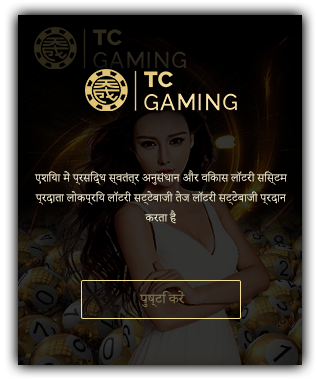 TC
GAMING
TC
GAMING
एशिया मे प्रसिद्ध स्वतंत्र अनुसंधान और विकास लॉटरी सिस्टम
प्रदाता लोकप्रिय लॉटरी सट्टेबाजी तेज लॉटरी सट्टेबाजी प्रदान
करता है
पुष्टि करे